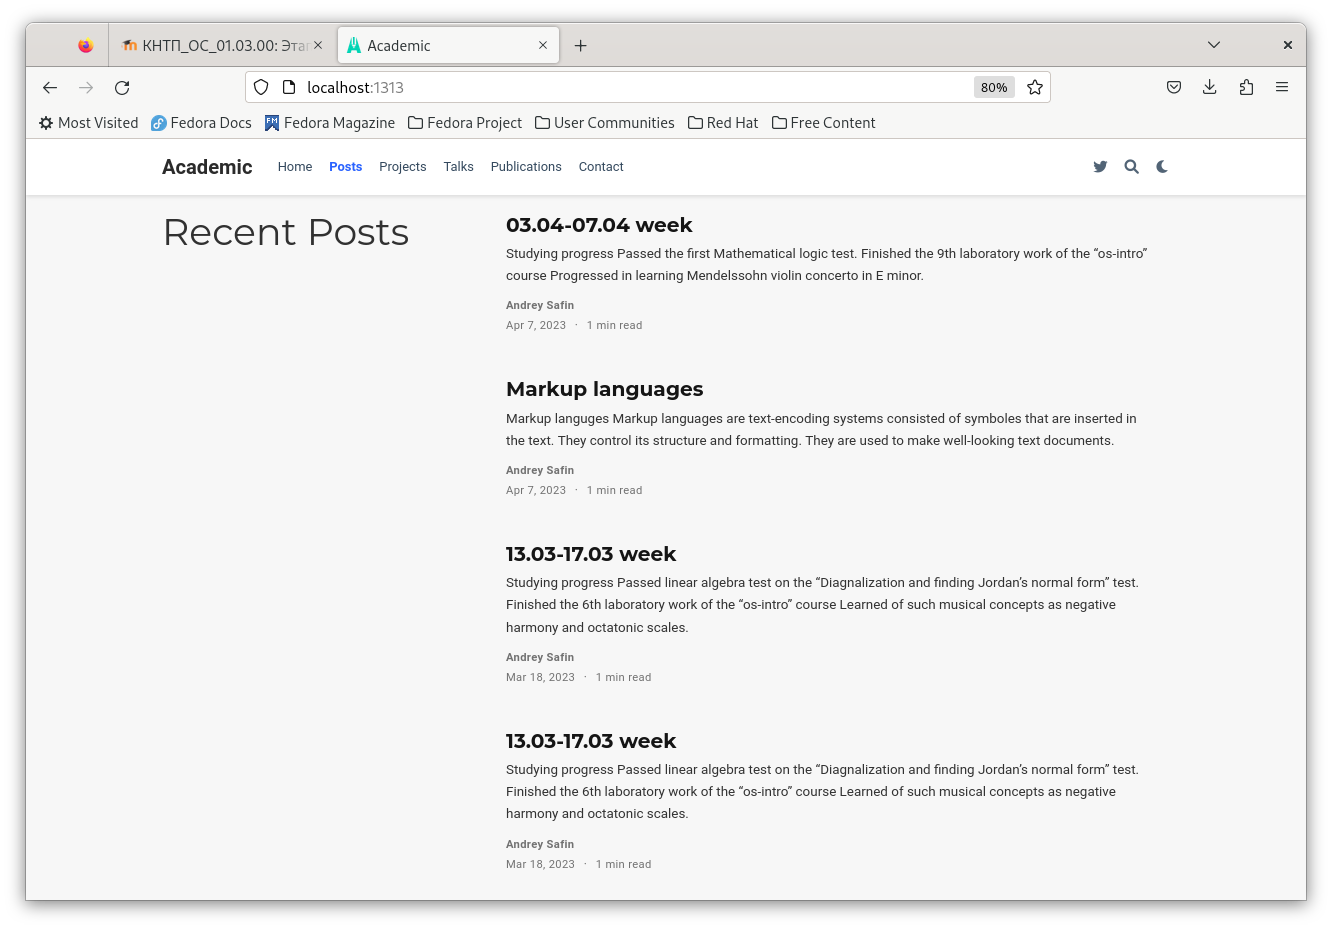 КНТП_ОС_01.03.00: Этап
Academic
localhost:1313
80%
Most Visited Fedora Docs Fedora Magazine Fedora Project User Communities Red Hat Free Content
Academic Home Posts Projects Talks Publications Contact
Recent Posts
03.04-07.04 week
Studying progress Passed the first Mathematical logic test. Finished the 9th laboratory work of the “os-intro”
course Progressed in learning Mendelssohn violin concerto in E minor.
Andrey Safin
Apr 7, 2023 · 1 min read
Markup languages
Markup languges Markup languages are text-encoding systems consisted of symboles that are inserted in
the text. They control its structure and formatting. They are used to make well-looking text documents.
Andrey Safin
Apr 7, 2023 · 1 min read
13.03-17.03 week
Studying progress Passed linear algebra test on the “Diagnalization and finding Jordan’s normal form” test.
Finished the 6th laboratory work of the “os-intro” course Learned of such musical concepts as negative
harmony and octatonic scales.
Andrey Safin
Mar 18, 2023 · 1 min read
13.03-17.03 week
Studying progress Passed linear algebra test on the “Diagnalization and finding Jordan’s normal form” test.
Finished the 6th laboratory work of the “os-intro” course Learned of such musical concepts as negative
harmony and octatonic scales.
Andrey Safin
Mar 18, 2023 · 1 min read